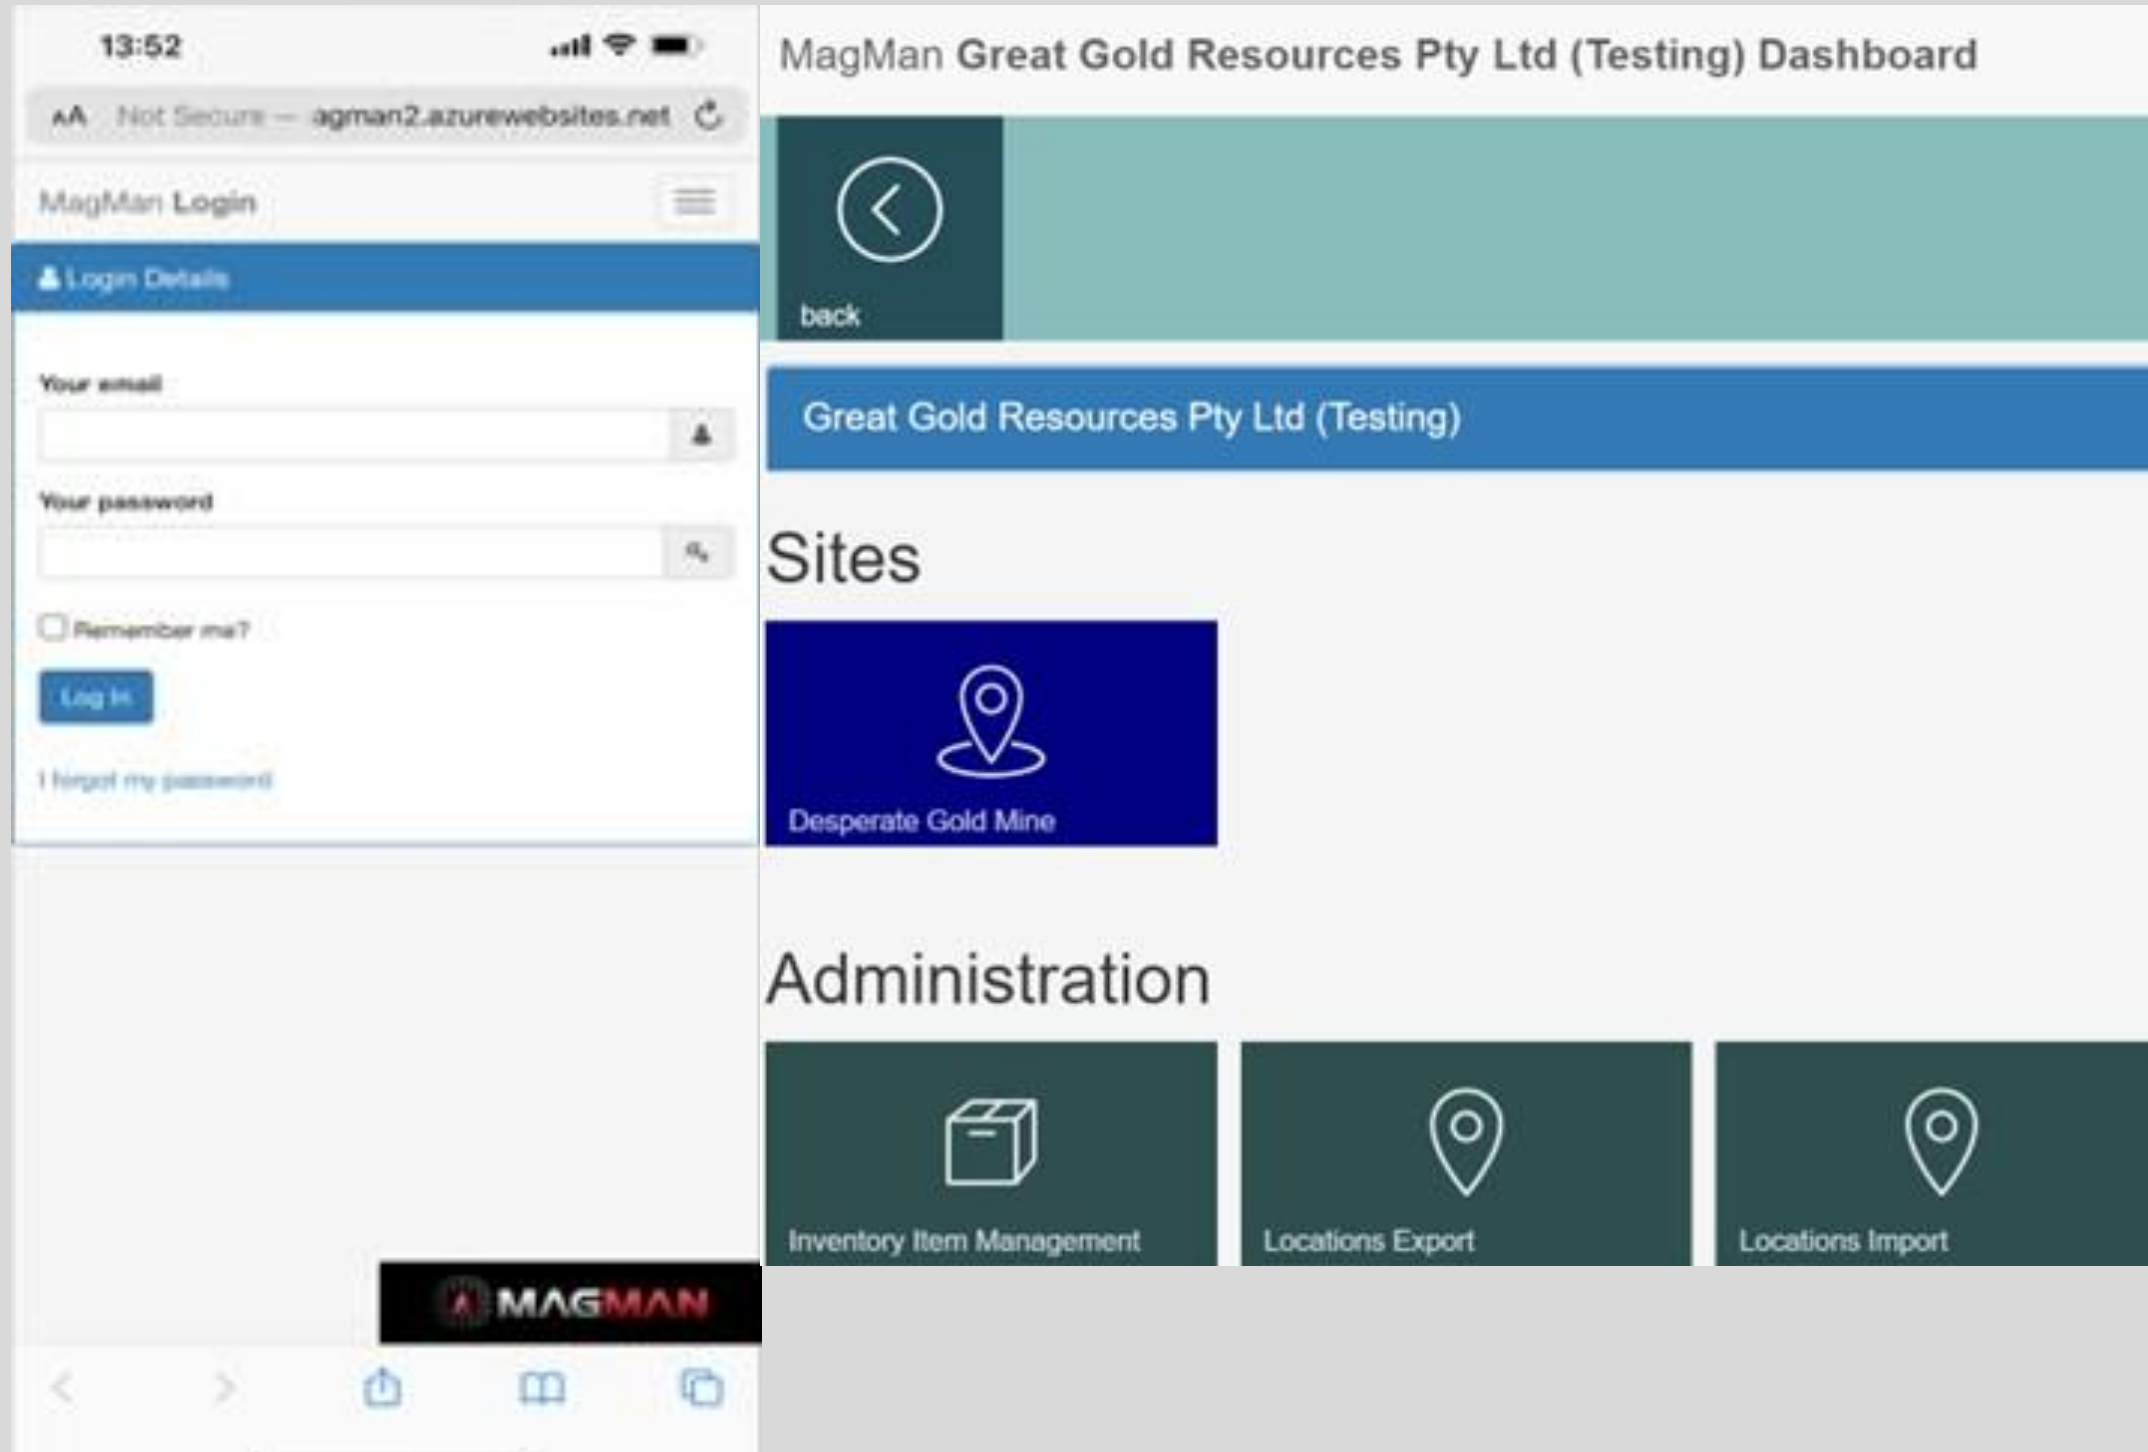 13:52
AA Not Secure — agman2.azurewebsites.net
MagMan Login
Login Details
Your email
Your password
Remember me?
Log In
I forgot my password
MAGMAN
MagMan Great Gold Resources Pty Ltd (Testing) Dashboard
back
Great Gold Resources Pty Ltd (Testing)
Sites
Desperate Gold Mine
Administration
Inventory Item Management
Locations Export
Locations Import